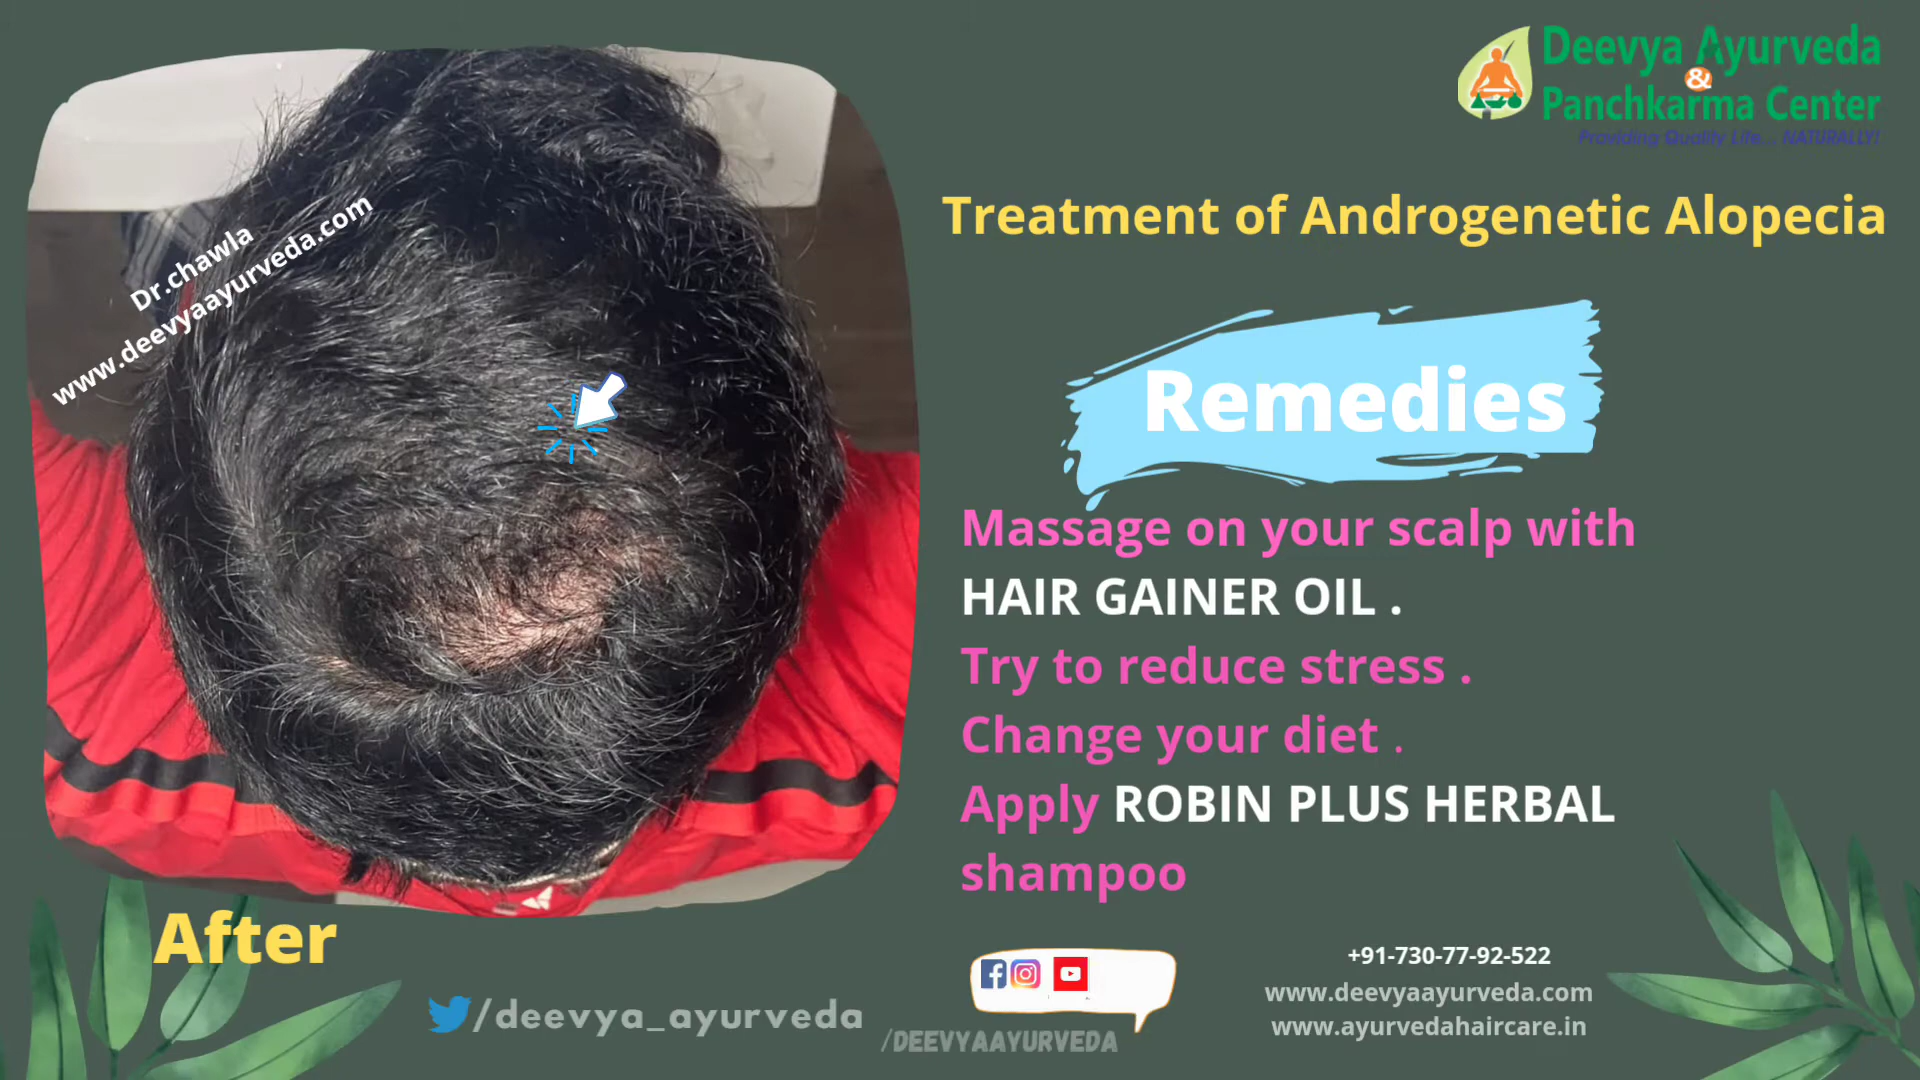 Deevya Ayurveda
&
Panchkarma Center
Providing Quality Life... NATURALLY!
Dr.chawla
www.deevyaayurveda.com
Treatment of Androgenetic Alopecia
Remedies
Massage on your scalp with
HAIR GAINER OIL .
Try to reduce stress .
Change your diet .
Apply ROBIN PLUS HERBAL
shampoo
After
/deevya_ayurveda
/DEEVYAAYURVEDA
+91-730-77-92-522
www.deevyaayurveda.com
www.ayurvedahaircare.in